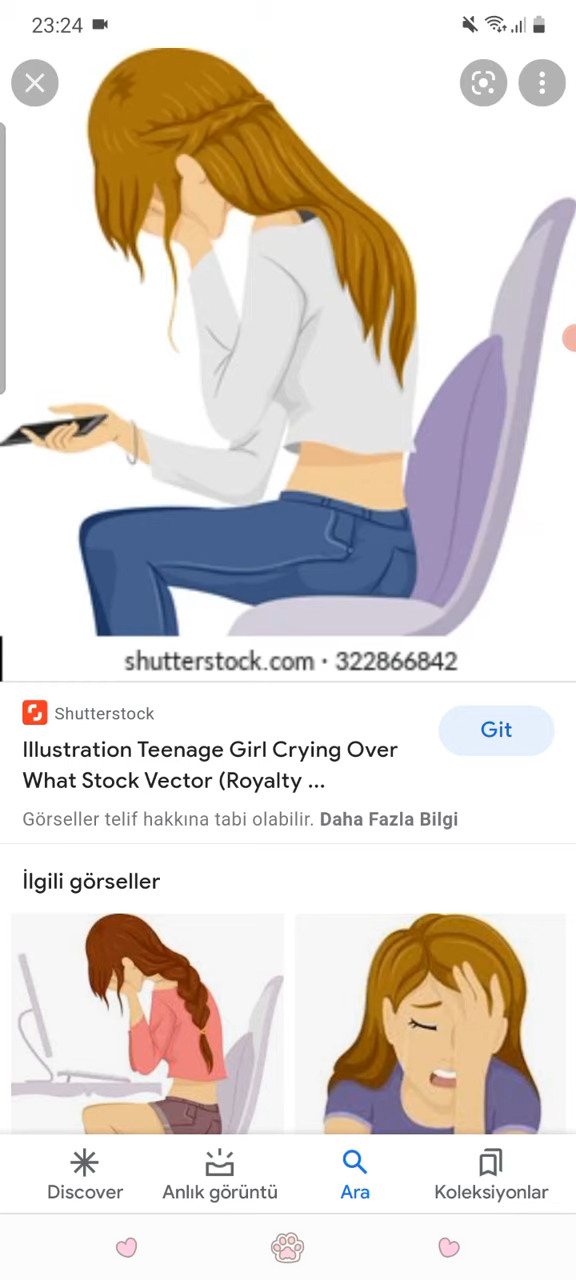 23:24
shutterstock.com · 322866842
Shutterstock
Git
Illustration Teenage Girl Crying Over
What Stock Vector (Royalty ...
Görseller telif hakkına tabi olabilir. Daha Fazla Bilgi
İlgili görseller
Discover
Anlık görüntü
Ara
Koleksiyonlar